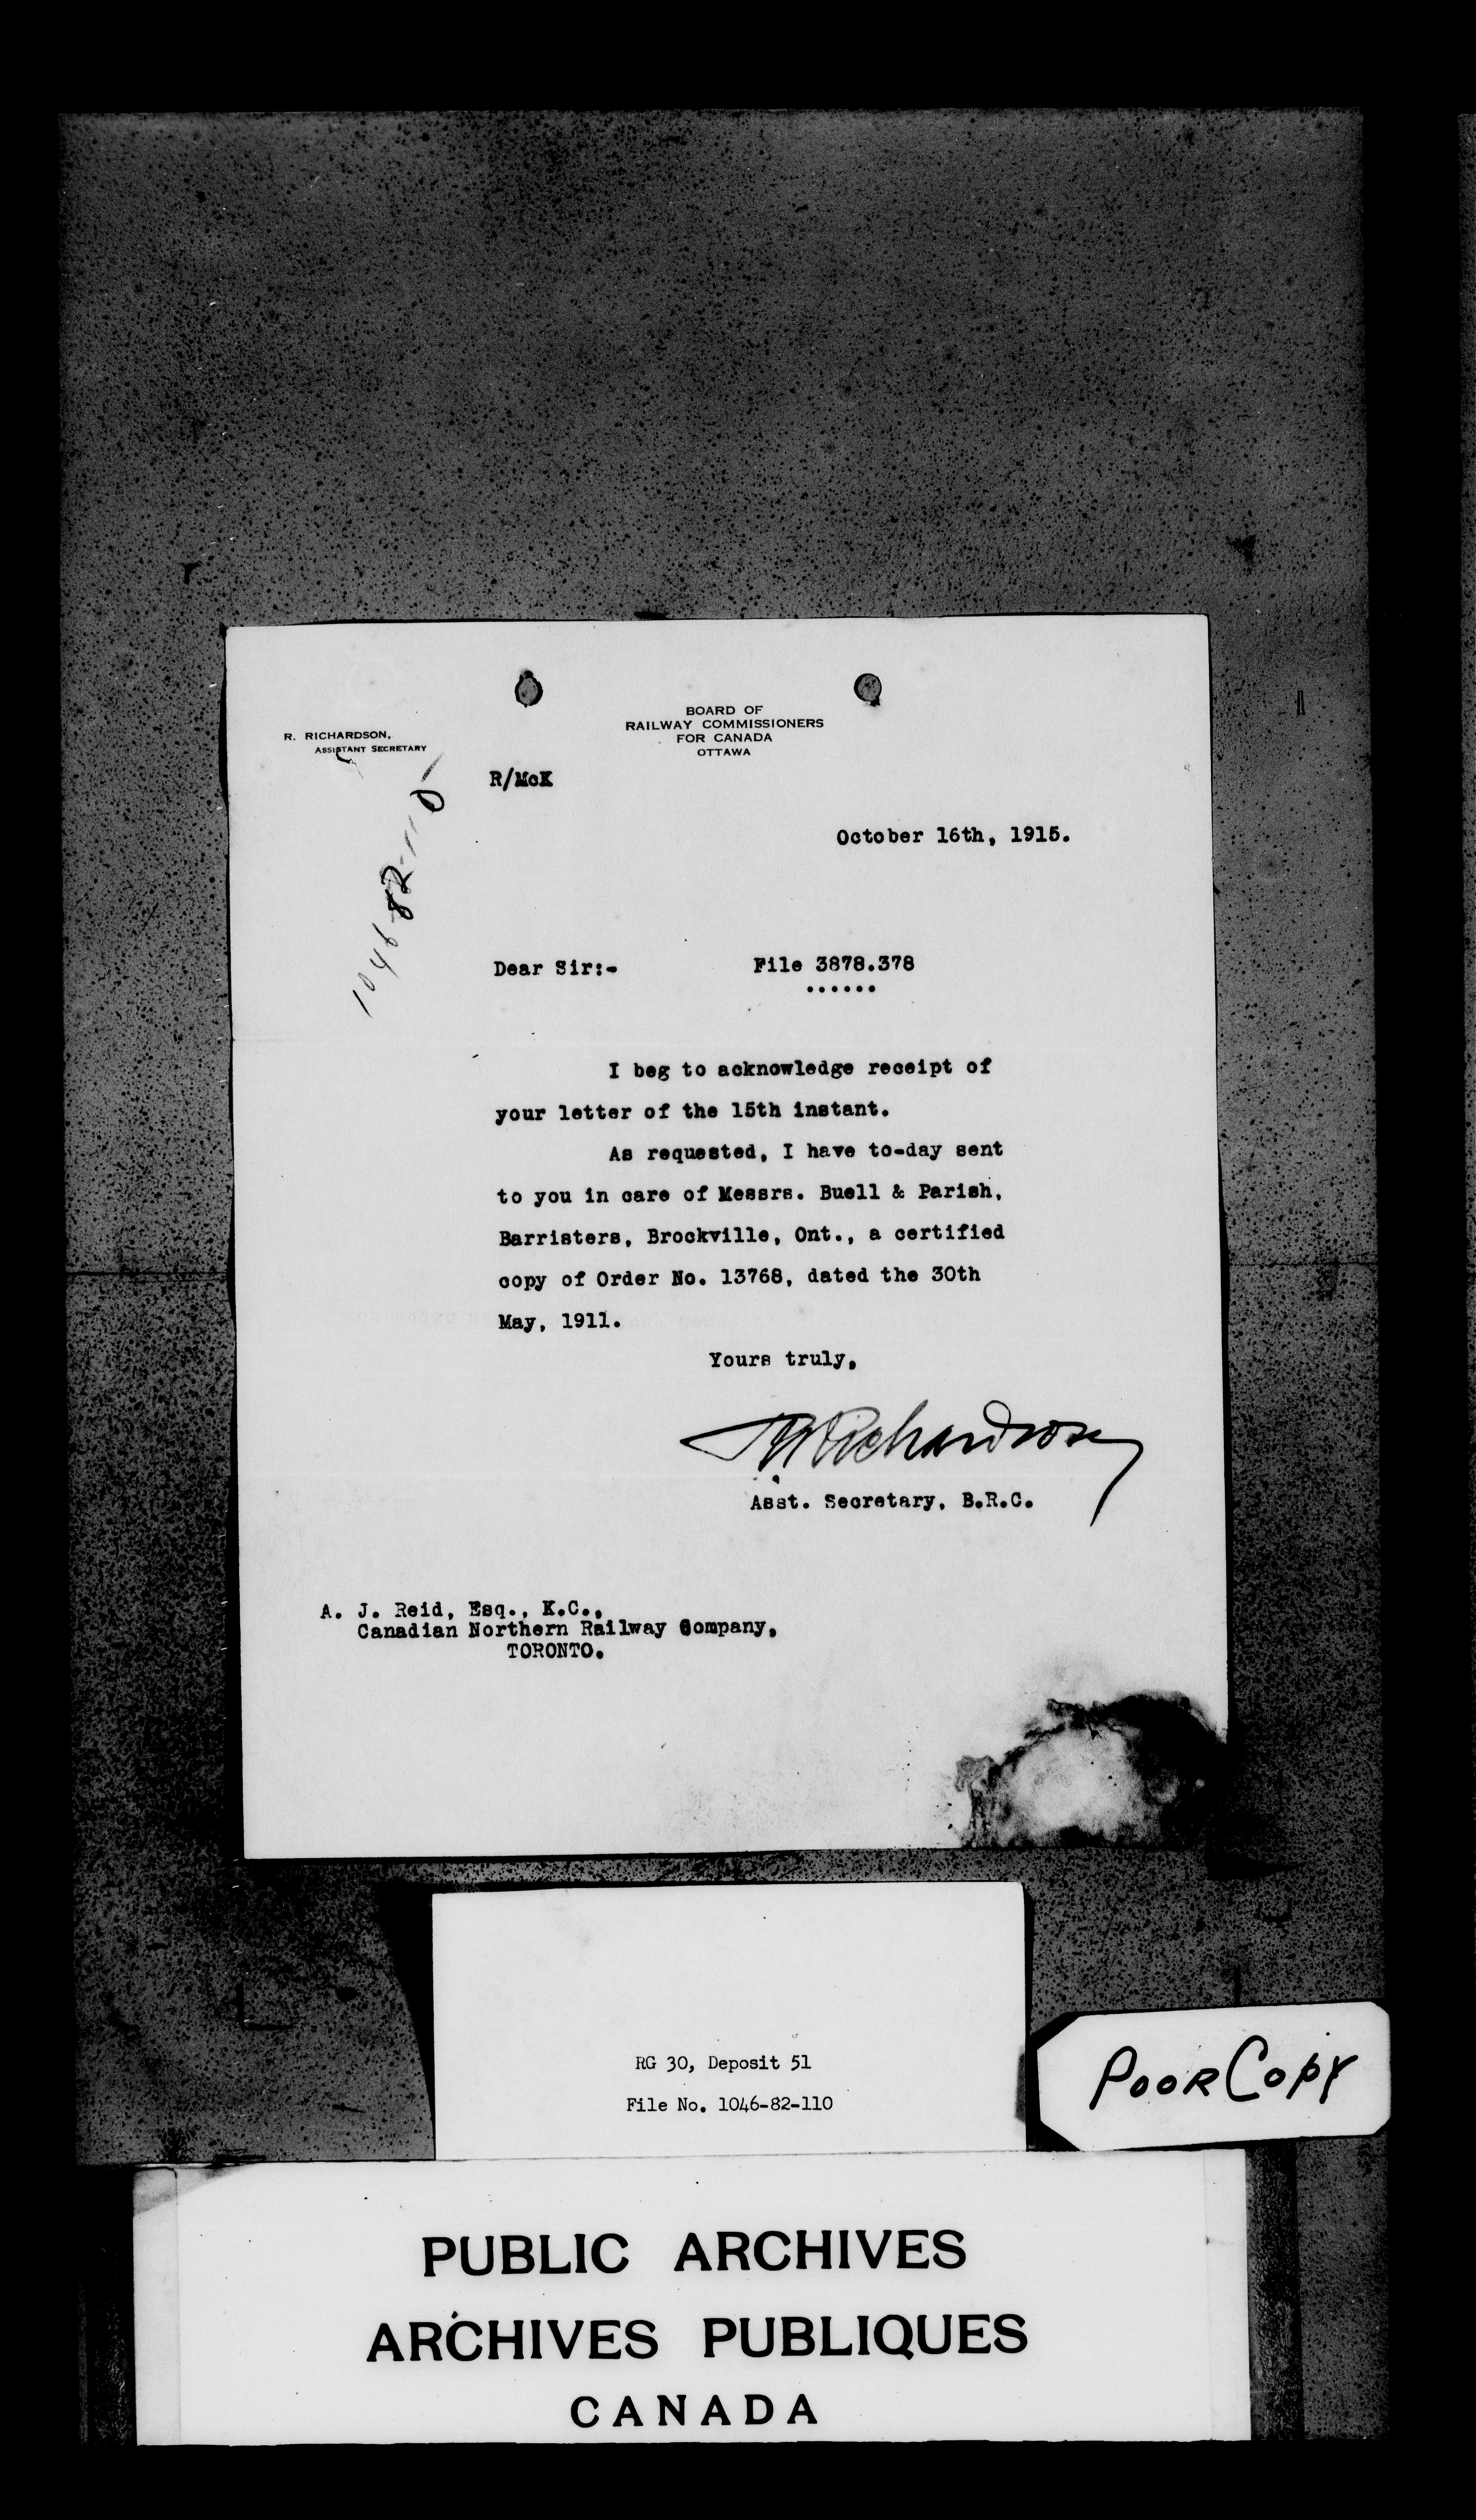 BOARD OF
RAILWAY COMMISSIONERS
FOR CANADA
OTTAWA
R. RICHARDSON,
ASSISTANT SECRETARY
R/McK
1046-82-110
October 16th, 1915.
Dear Sir:- File 3878.378
......
I beg to acknowledge receipt of
your letter of the 15th instant.
As requested, I have to-day sent
to you in care of Messrs. Buell & Parish,
Barristers, Brockville, Ont., a certified
copy of Order No. 13768, dated the 30th
May, 1911.
Yours truly,
R Richardson
Asst. Secretary, B.R.C.
A. J. Reid, Esq., K.C.,
Canadian Northern Railway Company,
TORONTO.
RG 30, Deposit 51
File No. 1046-82-110
POOR COPY
PUBLIC ARCHIVES
ARCHIVES PUBLIQUES
CANADA